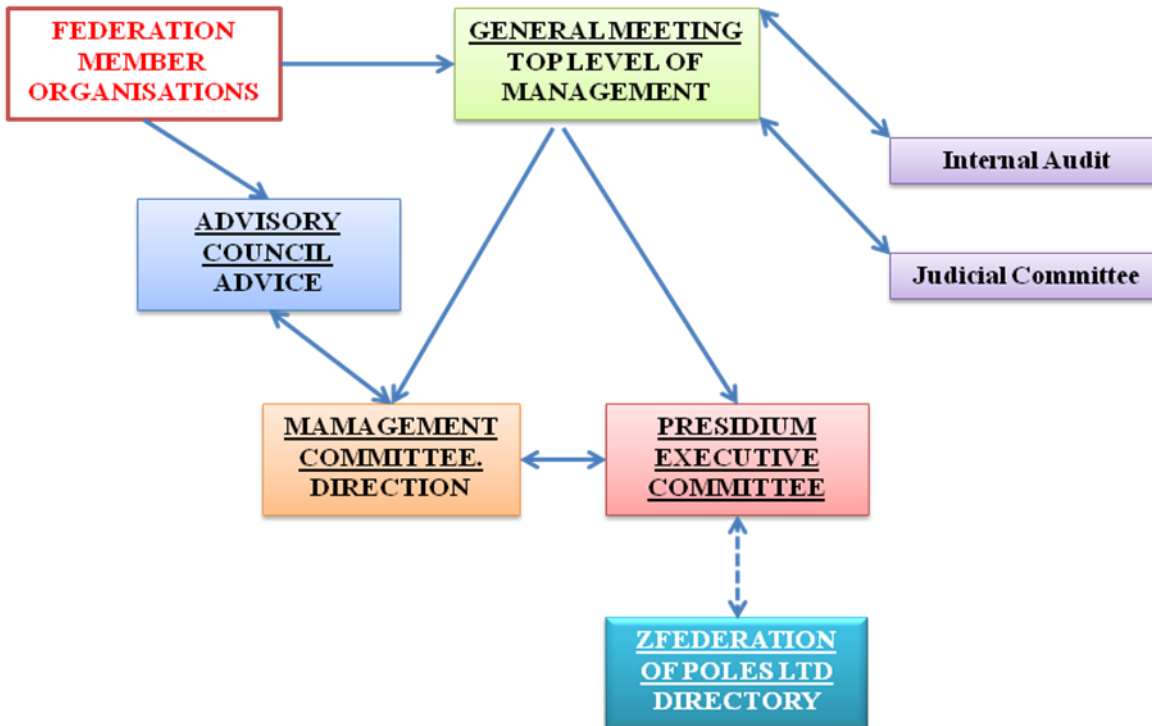 FEDERATION
MEMBER
ORGANISATIONS
GENERAL MEETING
TOP LEVEL OF
MANAGEMENT
Internal Audit
ADVISORY
COUNCIL
ADVICE
Judicial Committee
MAMAGEMENT
COMMITTEE.
DIRECTION
PRESIDIUM
EXECUTIVE
COMMITTEE
ZFEDERATION
OF POLES LTD
DIRECTORY